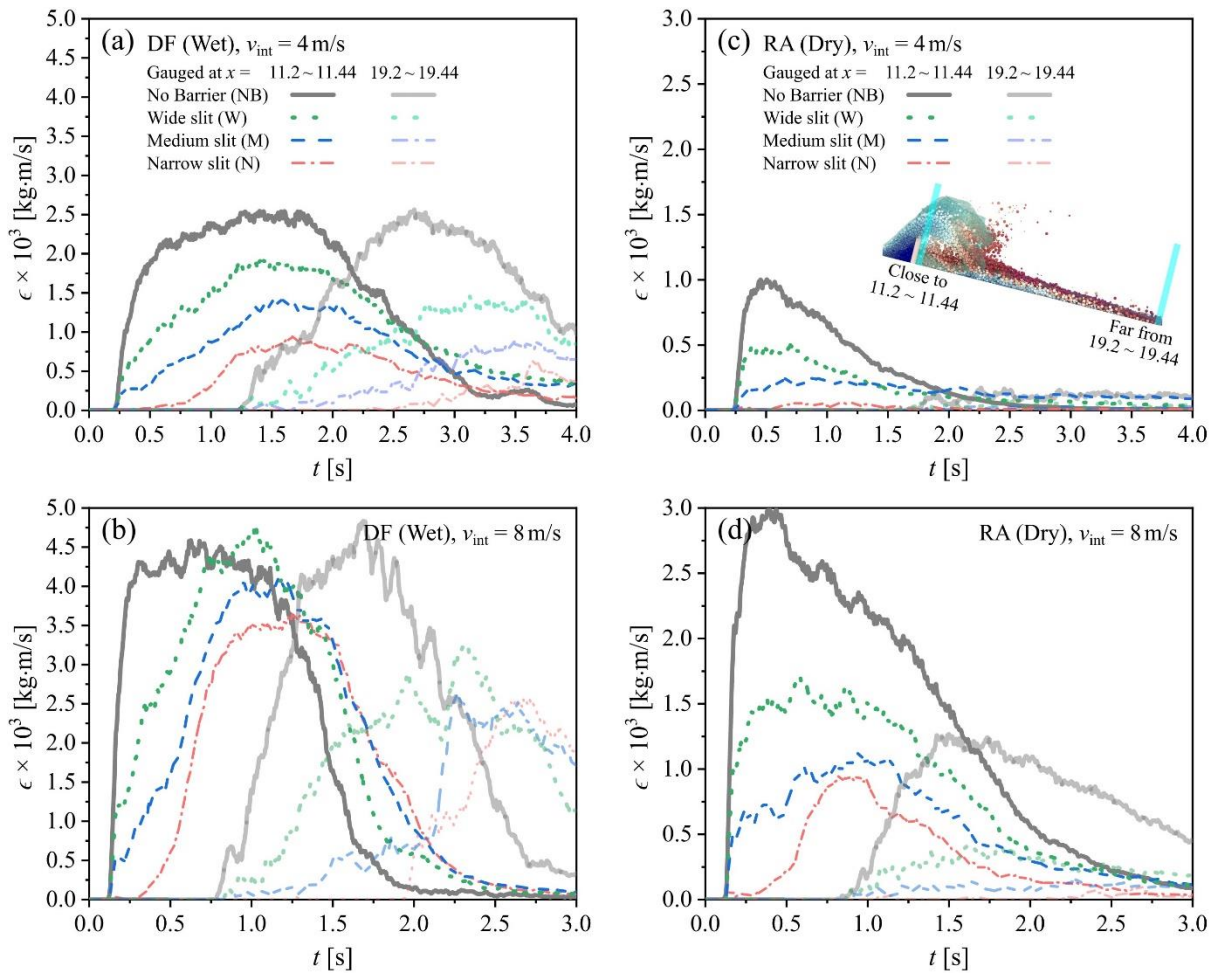 (a) DF (Wet), v_int = 4 m/s
Gauged at x = 11.2 ~ 11.44 19.2 ~ 19.44
No Barrier (NB)
Wide slit (W)
Medium slit (M)
Narrow slit (N)
5.0
4.5
4.0
3.5
3.0
2.5
2.0
1.5
1.0
0.5
0.0
ϵ × 10³ [kg·m/s]
0.0 0.5 1.0 1.5 2.0 2.5 3.0 3.5 4.0
t [s]
(c) RA (Dry), v_int = 4 m/s
Gauged at x = 11.2 ~ 11.44 19.2 ~ 19.44
No Barrier (NB)
Wide slit (W)
Medium slit (M)
Narrow slit (N)
Close to
11.2 ~ 11.44
Far from
19.2 ~ 19.44
3.0
2.5
2.0
1.5
1.0
0.5
0.0
ϵ × 10³ [kg·m/s]
0.0 0.5 1.0 1.5 2.0 2.5 3.0 3.5 4.0
t [s]
(b) DF (Wet), v_int = 8 m/s
5.0
4.5
4.0
3.5
3.0
2.5
2.0
1.5
1.0
0.5
0.0
ϵ × 10³ [kg·m/s]
0.0 0.5 1.0 1.5 2.0 2.5 3.0
t [s]
(d) RA (Dry), v_int = 8 m/s
3.0
2.5
2.0
1.5
1.0
0.5
0.0
ϵ × 10³ [kg·m/s]
0.0 0.5 1.0 1.5 2.0 2.5 3.0
t [s]